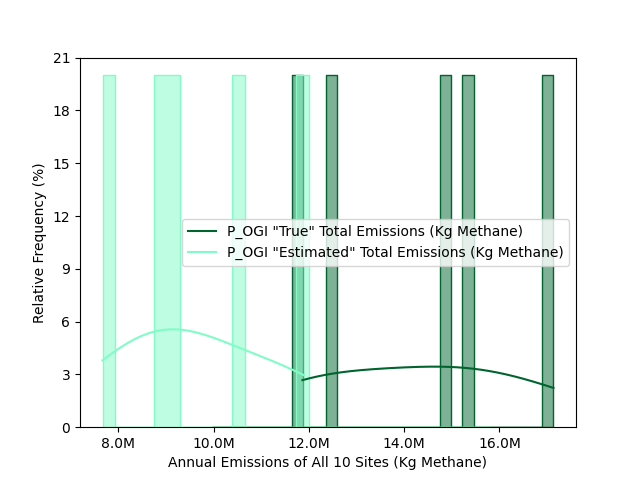 21
18
15
12
9
6
3
0
Relative Frequency (%)
P_OGI "True" Total Emissions (Kg Methane)
P_OGI "Estimated" Total Emissions (Kg Methane)
8.0M 10.0M 12.0M 14.0M 16.0M
Annual Emissions of All 10 Sites (Kg Methane)